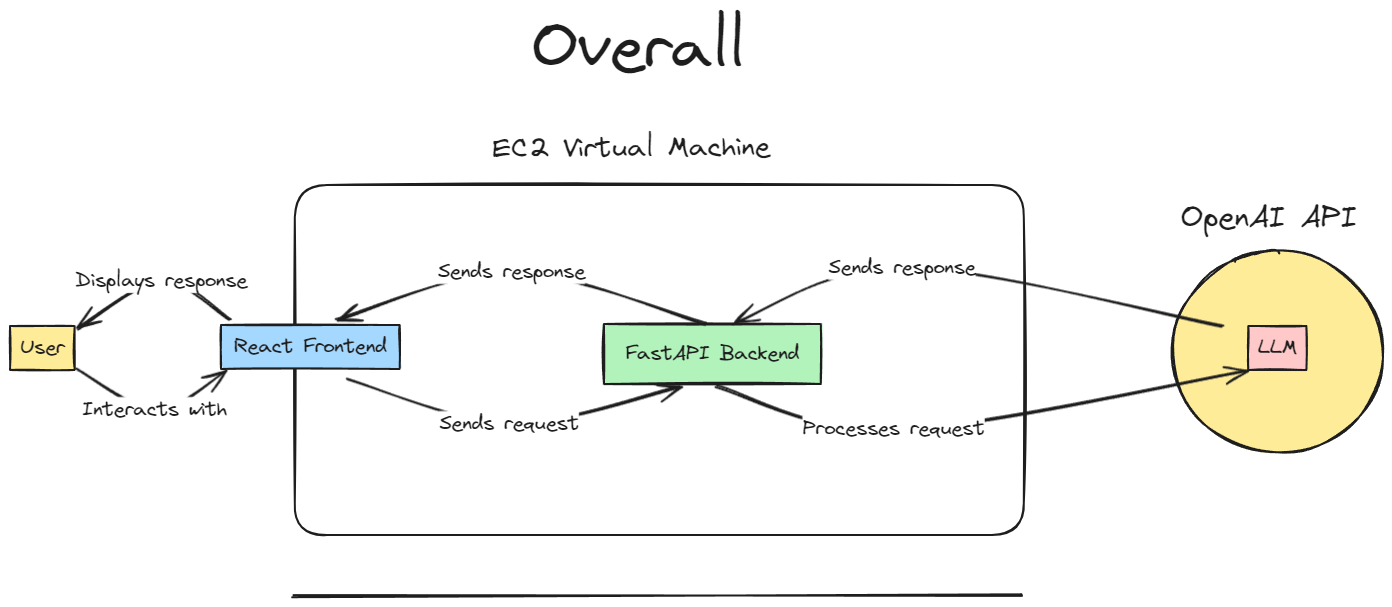 Overall
EC2 Virtual Machine
OpenAI API
Displays response
Sends response
Sends response
User
React Frontend
FastAPI Backend
LLM
Interacts with
Sends request
Processes request